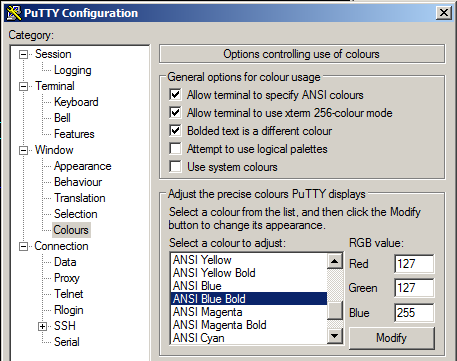 PuTTY Configuration
Category:
Session
Logging
Terminal
Keyboard
Bell
Features
Window
Appearance
Behaviour
Translation
Selection
Colours
Connection
Data
Proxy
Telnet
Rlogin
SSH
Serial
Options controlling use of colours
General options for colour usage
Allow terminal to specify ANSI colours
Allow terminal to use xterm 256-colour mode
Bolded text is a different colour
Attempt to use logical palettes
Use system colours
Adjust the precise colours PuTTY displays
Select a colour from the list, and then click the Modify
button to change its appearance.
Select a colour to adjust:
ANSI Yellow
ANSI Yellow Bold
ANSI Blue
ANSI Blue Bold
ANSI Magenta
ANSI Magenta Bold
ANSI Cyan
RGB value:
Red 127
Green 127
Blue 255
Modify